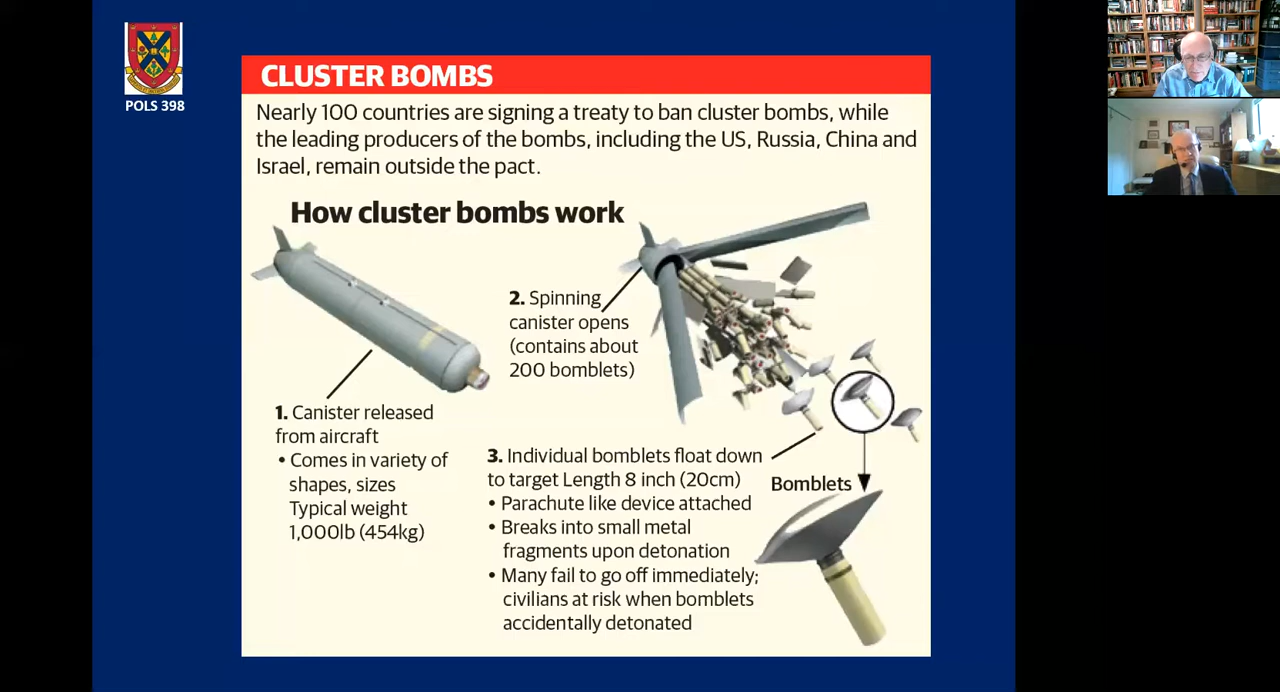 POLS 398
CLUSTER BOMBS
Nearly 100 countries are signing a treaty to ban cluster bombs, while
the leading producers of the bombs, including the US, Russia, China and
Israel, remain outside the pact.
How cluster bombs work
1. Canister released
from aircraft
• Comes in variety of
shapes, sizes
Typical weight
1,000lb (454kg)
2. Spinning
canister opens
(contains about
200 bomblets)
3. Individual bomblets float down
to target Length 8 inch (20cm)
• Parachute like device attached
• Breaks into small metal
fragments upon detonation
• Many fail to go off immediately;
civilians at risk when bomblets
accidentally detonated
Bomblets